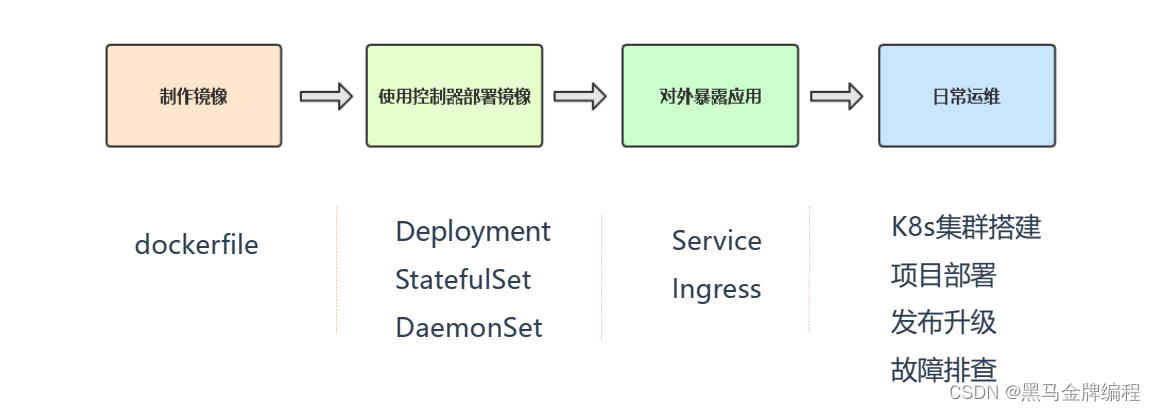 制作镜像
使用控制器部署镜像
对外暴露应用
日常运维
dockerfile
Deployment
StatefulSet
DaemonSet
Service
Ingress
K8s集群搭建
项目部署
发布升级
故障排查
CSDN @黑马金牌编程